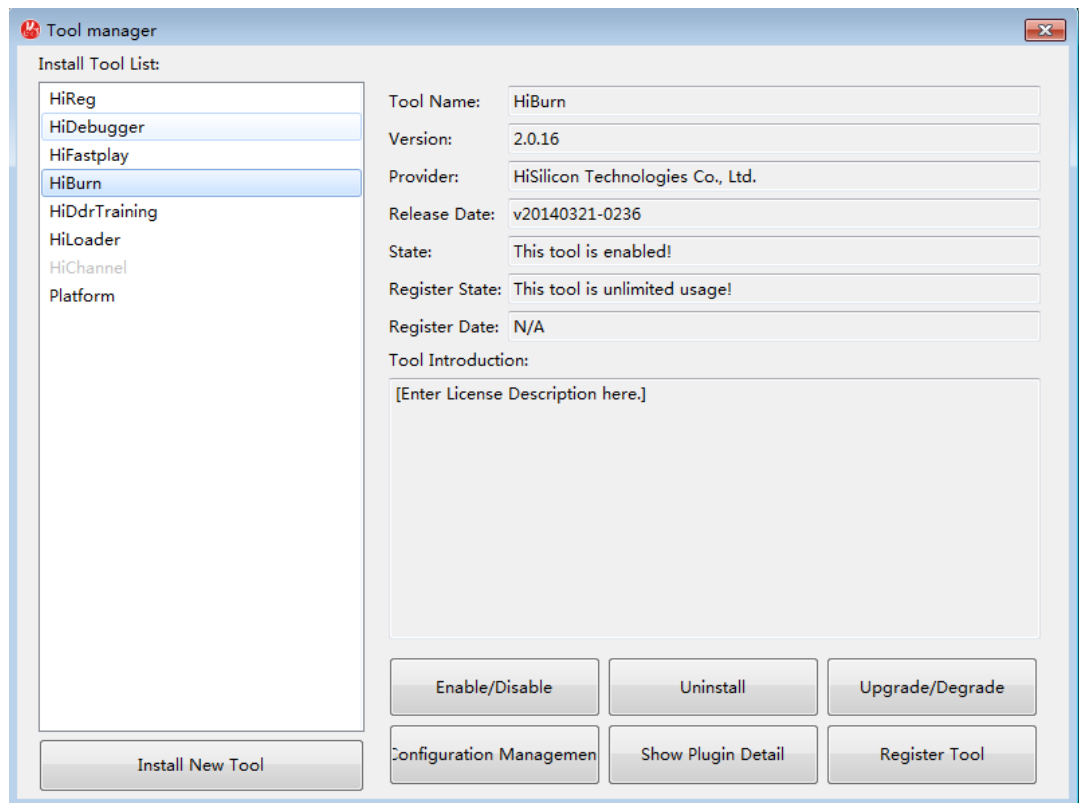 Tool manager
Install Tool List:
HiReg
HiDebugger
HiFastplay
HiBurn
HiDdrTraining
HiLoader
HiChannel
Platform
Install New Tool
Tool Name: HiBurn
Version: 2.0.16
Provider: HiSilicon Technologies Co., Ltd.
Release Date: v20140321-0236
State: This tool is enabled!
Register State: This tool is unlimited usage!
Register Date: N/A
Tool Introduction:
[Enter License Description here.]
Enable/Disable Uninstall Upgrade/Degrade
Configuration Managemen Show Plugin Detail Register Tool